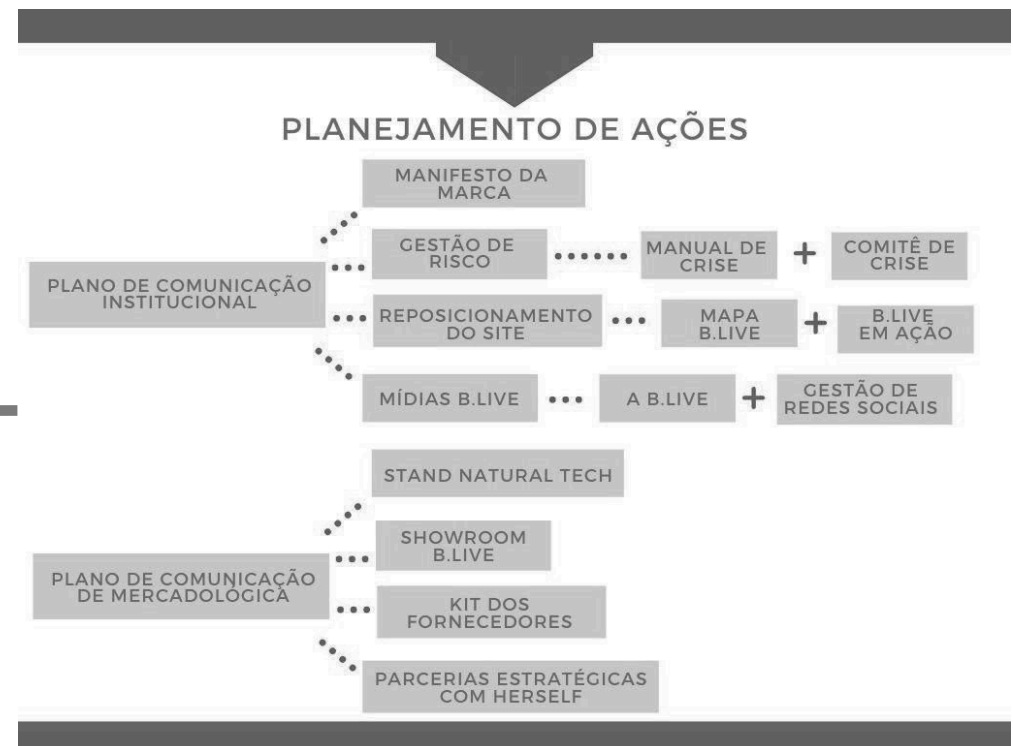 PLANEJAMENTO DE AÇÕES
MANIFESTO DA
MARCA
GESTÃO DE
RISCO
MANUAL DE
CRISE
+
COMITÊ DE
CRISE
PLANO DE COMUNICAÇÃO
INSTITUCIONAL
REPOSICIONAMENTO
DO SITE
MAPA
B.LIVE
+
B.LIVE
EM AÇÃO
MÍDIAS B.LIVE
A B.LIVE
+
GESTÃO DE
REDES SOCIAIS
STAND NATURAL TECH
SHOWROOM
B.LIVE
PLANO DE COMUNICAÇÃO
DE MERCADOLÓGICA
KIT DOS
FORNECEDORES
PARCERIAS ESTRATÉGICAS
COM HERSELF